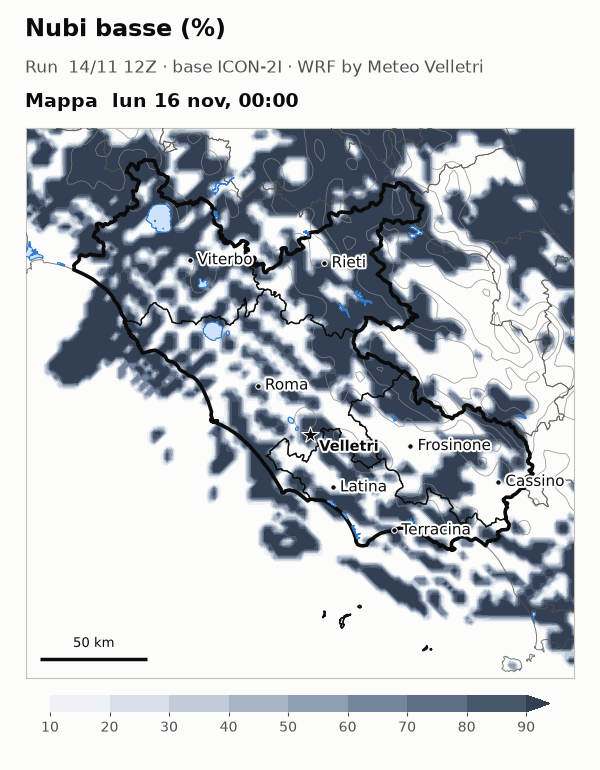 Nubi basse (%)
Run  14/11 12Z · base ICON-2I · WRF by Meteo Velletri
Mappa  lun 16 nov, 00:00
Viterbo
Rieti
Roma
Velletri
Frosinone
Cassino
Latina
Terracina
50 km
10 20 30 40 50 60 70 80 90